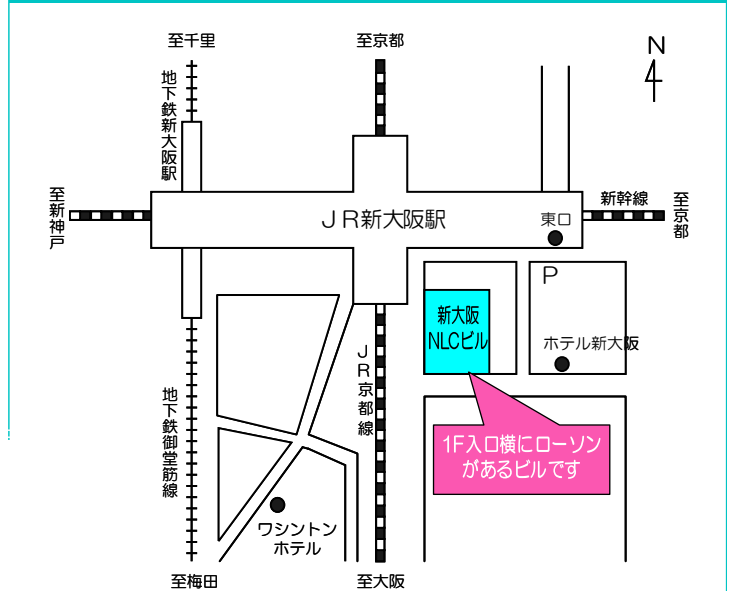 至千里
至京都
N
地下鉄新大阪駅
至新神戸
JR新大阪駅
新幹線
至京都
東口
P
新大阪
NLCビル
ホテル新大阪
JR京都線
地下鉄御堂筋線
1F入口横にローソン
があるビルです
ワシントン
ホテル
至梅田
至大阪